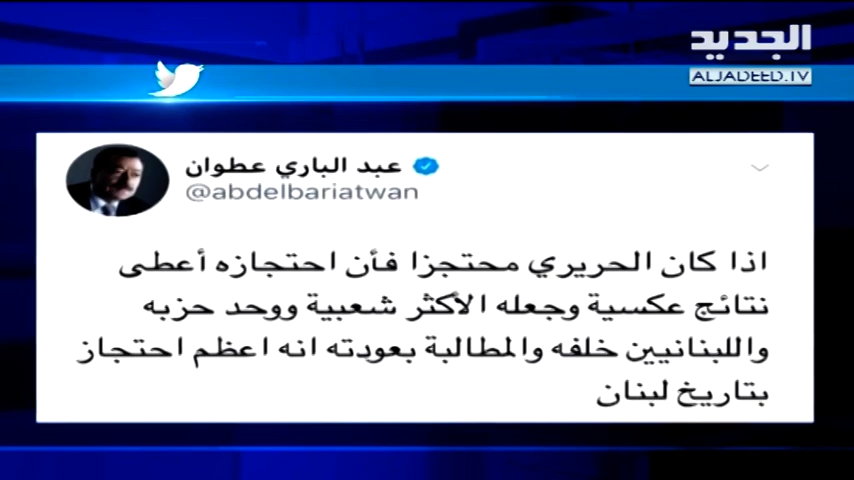 الجديد
ALJADEED.TV
عبد الباري عطوان
@abdelbariatwan
اذا كان الحريري محتجزا فأن احتجازه أعطى
نتائج عكسية وجعله الأكثر شعبية ووحد حزبه
واللبنانيين خلفه والمطالبة بعودته انه اعظم احتجاز
بتاريخ لبنان